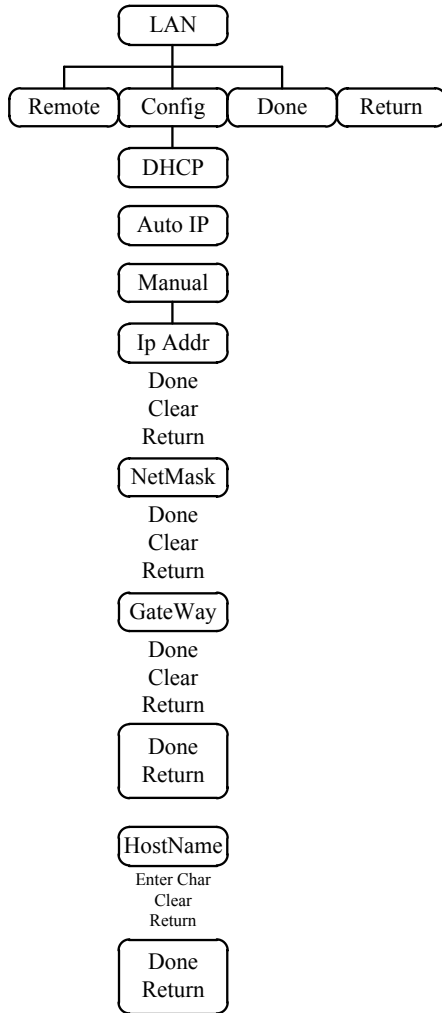 LAN
Remote Config Done Return
DHCP
Auto IP
Manual
Ip Addr
Done
Clear
Return
NetMask
Done
Clear
Return
GateWay
Done
Clear
Return
Done
Return
HostName
Enter Char
Clear
Return
Done
Return